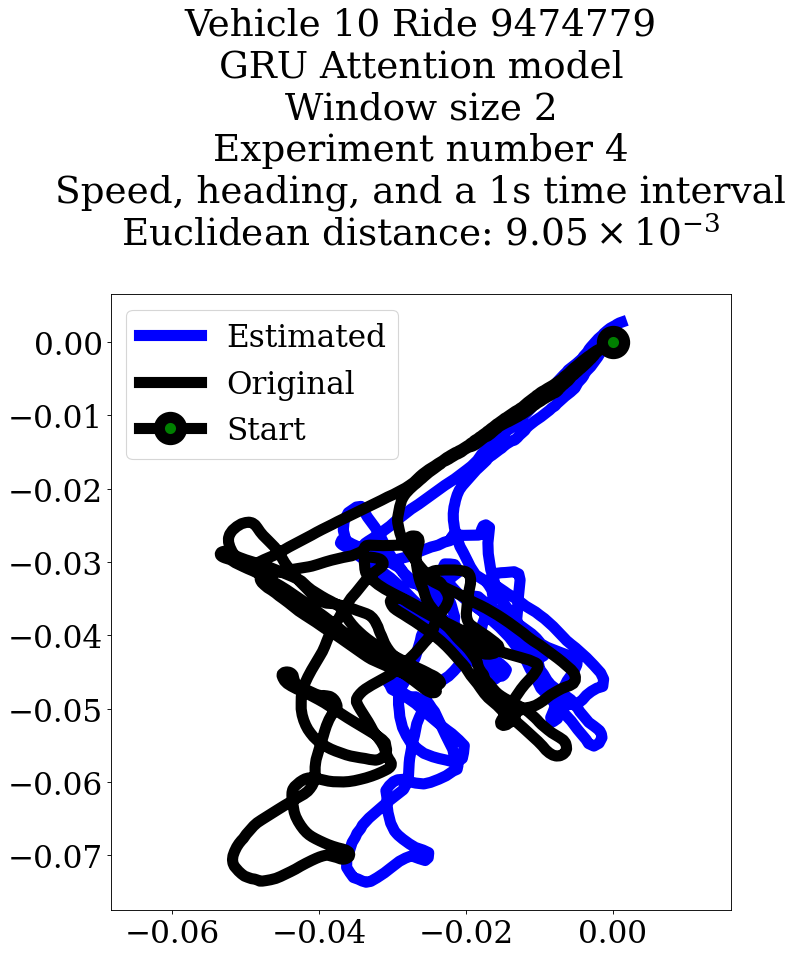 Vehicle 10 Ride 9474779
GRU Attention model
Window size 2
Experiment number 4
Speed, heading, and a 1s time interval
Euclidean distance: 9.05 × 10⁻³
Estimated
Original
Start
0.00
−0.01
−0.02
−0.03
−0.04
−0.05
−0.06
−0.07
−0.06 −0.04 −0.02 0.00